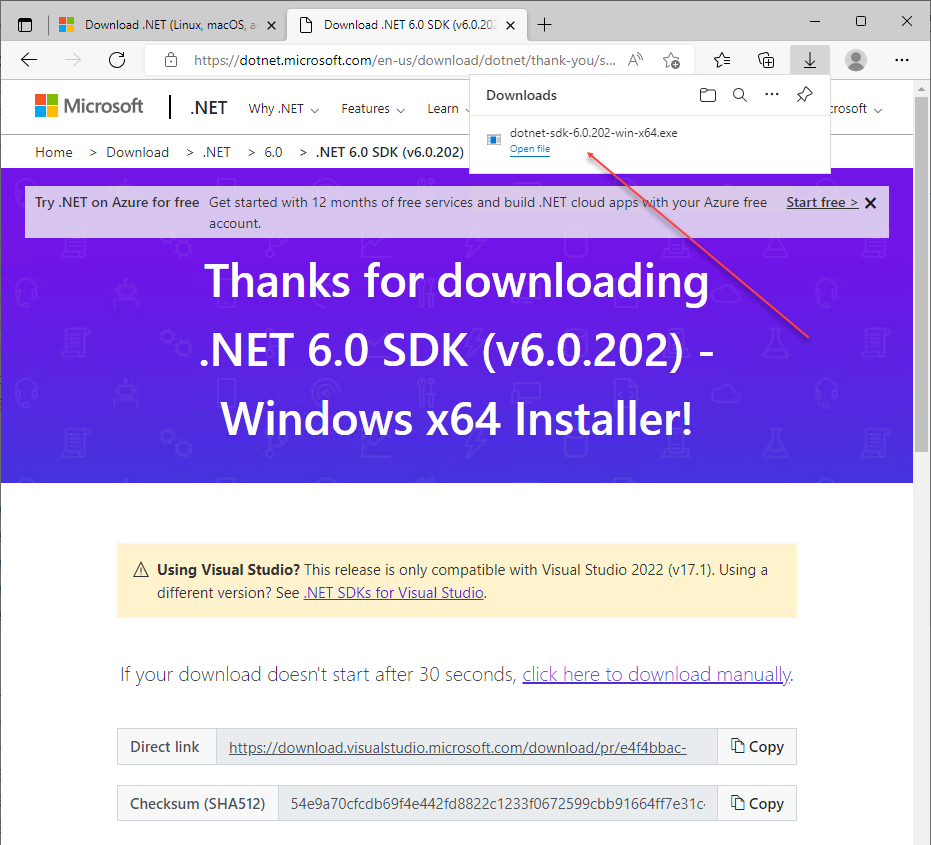 Download .NET (Linux, macOS, a
Download .NET 6.0 SDK (v6.0.202
https://dotnet.microsoft.com/en-us/download/dotnet/thank-you/s...
Downloads
dotnet-sdk-6.0.202-win-x64.exe
Open file
Microsoft .NET Why .NET Features Learn crosoft
Home > Download > .NET > 6.0 > .NET 6.0 SDK (v6.0.202)
Try .NET on Azure for free Get started with 12 months of free services and build .NET cloud apps with your Azure free Start free >
account.
Thanks for downloading
.NET 6.0 SDK (v6.0.202) -
Windows x64 Installer!
Using Visual Studio? This release is only compatible with Visual Studio 2022 (v17.1). Using a
different version? See .NET SDKs for Visual Studio.
If your download doesn't start after 30 seconds, click here to download manually.
Direct link https://download.visualstudio.microsoft.com/download/pr/e4f4bbac- Copy
Checksum (SHA512) 54e9a70cfcdb69f4e442fd8822c1233f0672599cbb91664ff7e31c Copy